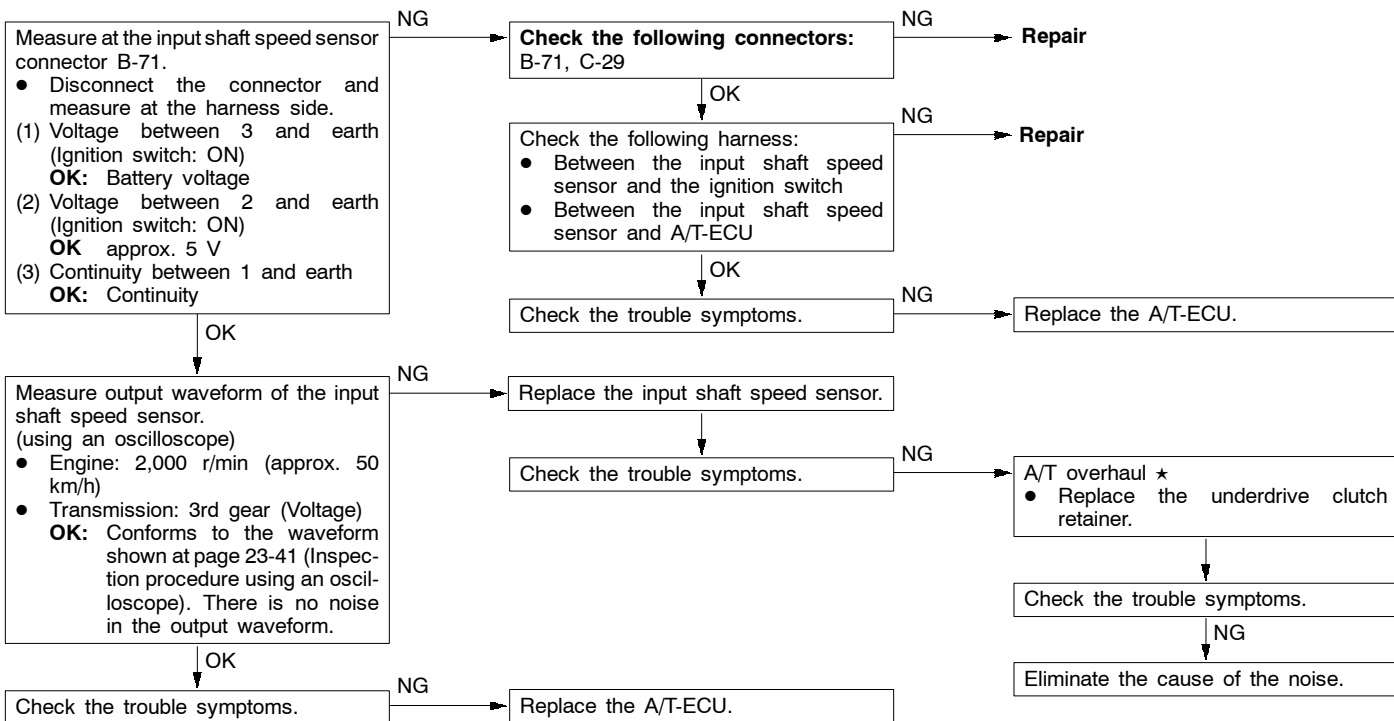 Measure at the input shaft speed sensor
connector B-71.
● Disconnect the connector and
measure at the harness side.
(1) Voltage between 3 and earth
(Ignition switch: ON)
OK: Battery voltage
(2) Voltage between 2 and earth
(Ignition switch: ON)
OK approx. 5 V
(3) Continuity between 1 and earth
OK: Continuity
NG
Check the following connectors:
B-71, C-29
NG
Repair
OK
Check the following harness:
● Between the input shaft speed
sensor and the ignition switch
● Between the input shaft speed
sensor and A/T-ECU
NG
Repair
OK
Check the trouble symptoms.
NG
Replace the A/T-ECU.
OK
Measure output waveform of the input
shaft speed sensor.
(using an oscilloscope)
● Engine: 2,000 r/min (approx. 50
km/h)
● Transmission: 3rd gear (Voltage)
OK: Conforms to the waveform
shown at page 23-41 (Inspec-
tion procedure using an oscil-
loscope). There is no noise
in the output waveform.
NG
Replace the input shaft speed sensor.
Check the trouble symptoms.
NG
A/T overhaul ★
● Replace the underdrive clutch
retainer.
Check the trouble symptoms.
NG
Eliminate the cause of the noise.
OK
Check the trouble symptoms.
NG
Replace the A/T-ECU.